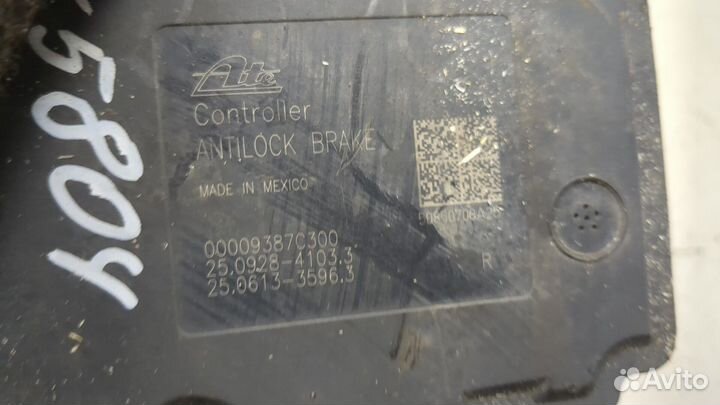 5804
Ate
Controller
ANTILOCK BRAKE
MADE IN MEXICO
00009387C300
25.0928-4103.3
25.0613-3596.3
R
Avito